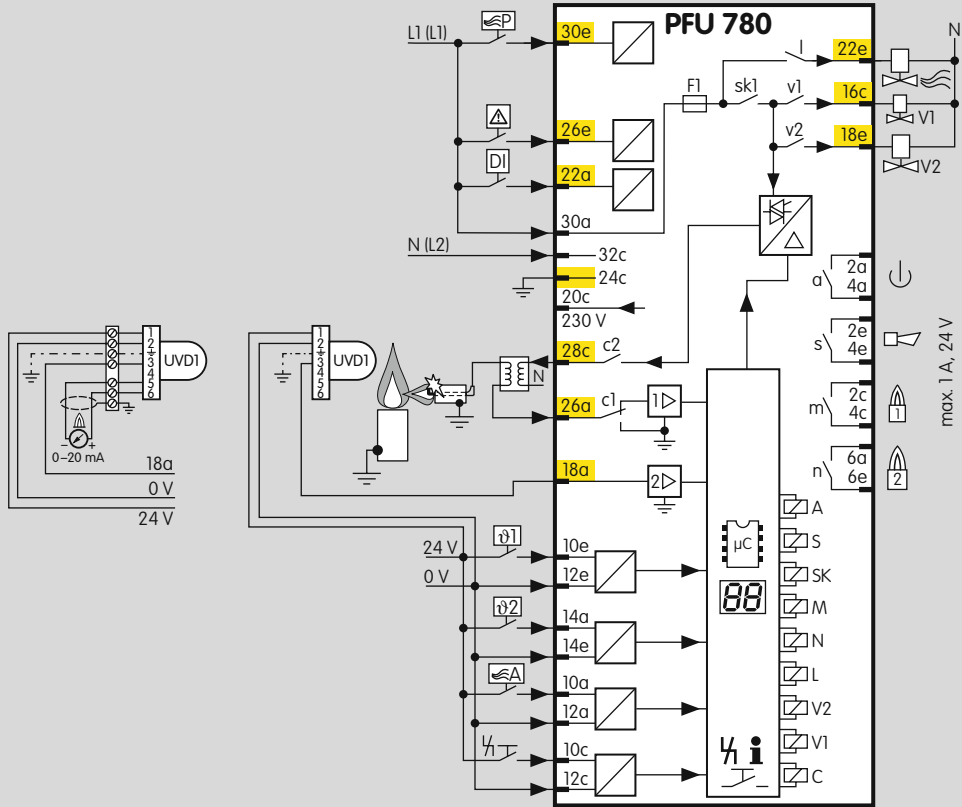 PFU 780
L1 (L1)
P
30e
26e
DI
22a
30a
N (L2)
32c
24c
20c
230 V
28c
c2
N
26a
c1
1
18a
2
F1
sk1
l
v1
v2
22e
16c
18e
N
V1
V2
a
2a
4a
s
2e
4e
m
2c
4c
1
n
6a
6e
2
max. 1 A, 24 V
1
2
3
4
5
6
UVD1
− +
0–20 mA
18a
0 V
24 V
1
2
3
4
5
6
UVD1
24 V
0 V
ϑ1
10e
12e
ϑ2
14a
14e
A
10a
12a
10c
12c
µC
88
i
A
S
SK
M
N
L
V2
V1
C